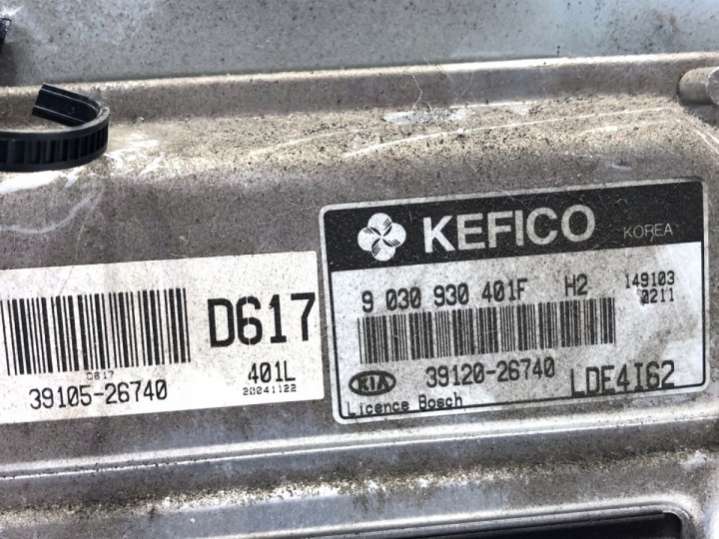 KEFICO KOREA
9 030 930 401F H2 149103
0211
39120-26740
KIA
LDE4I62
Licence Bosch
D617
D617
39105-26740
401L
20041122